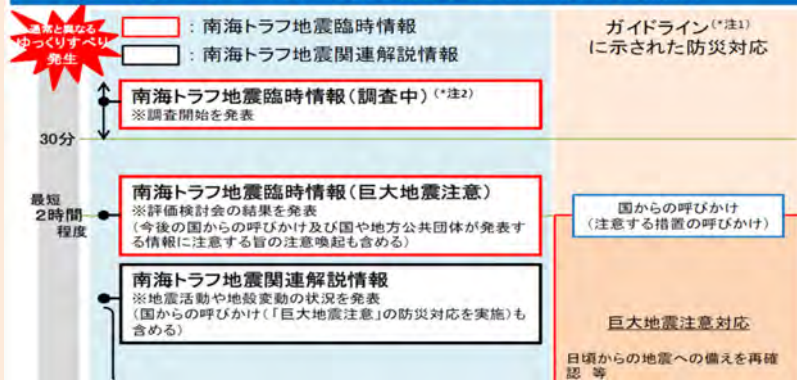 通常と異なる
ゆっくりすべり
発生
：南海トラフ地震臨時情報
：南海トラフ地震関連解説情報
ガイドライン(*注1)
に示された防災対応
南海トラフ地震臨時情報(調査中)(*注2)
※調査開始を発表
30分
最短
2時間
程度
南海トラフ地震臨時情報(巨大地震注意)
※評価検討会の結果を発表
(今後の国からの呼びかけ及び国や地方公共団体が発表す
る情報に注意する旨の注意喚起も含める)
国からの呼びかけ
(注意する措置の呼びかけ)
南海トラフ地震関連解説情報
※地震活動や地殻変動の状況を発表
(国からの呼びかけ(「巨大地震注意」の防災対応を実施)も
含める)
巨大地震注意対応
日頃からの地震への備えを再確
認 等